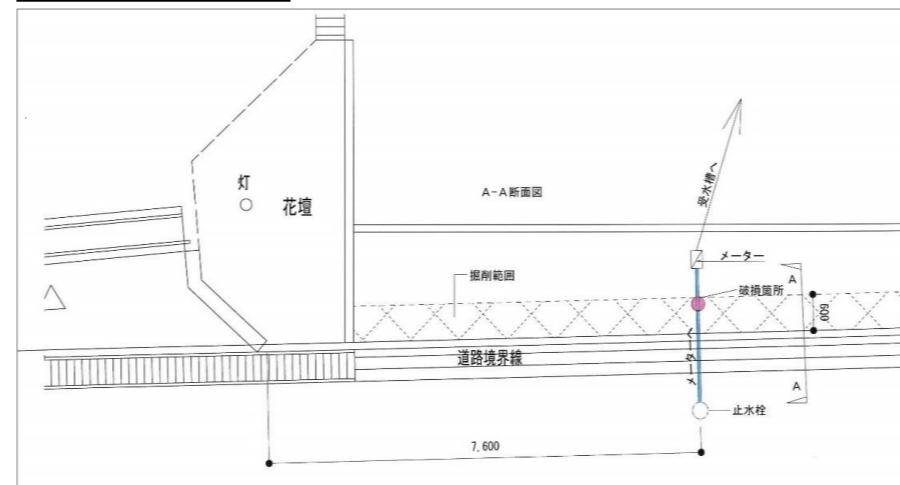 灯
花壇
A-A断面図
受水槽へ
メーター
A
掘削範囲
破損箇所
600
道路境界線
メーターへ
A
止水栓
7,600